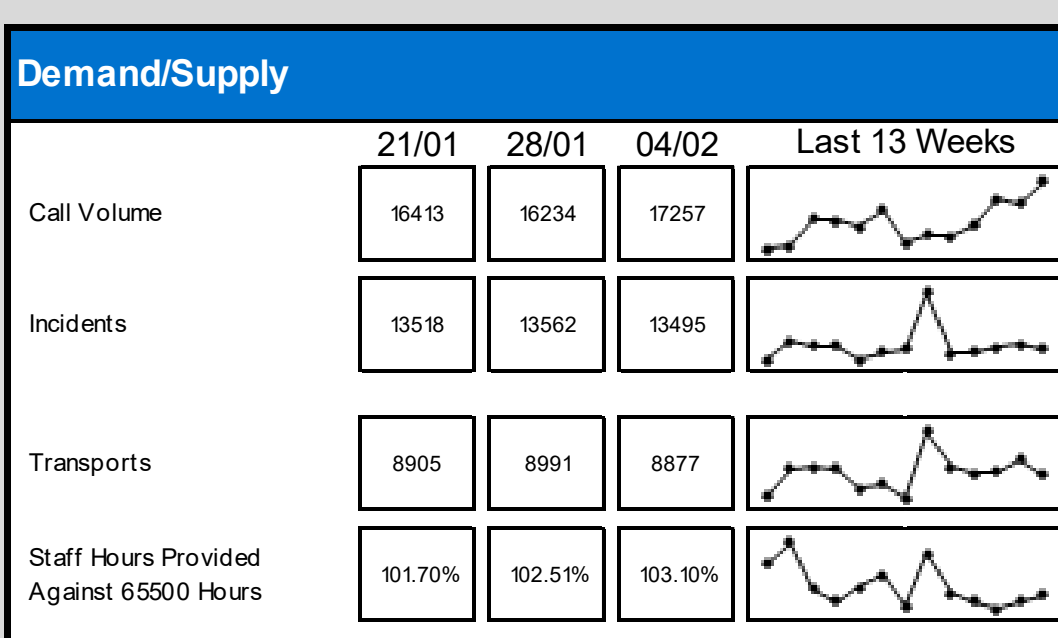 Demand/Supply
21/01 28/01 04/02 Last 13 Weeks
Call Volume 16413 16234 17257
Incidents 13518 13562 13495
Transports 8905 8991 8877
Staff Hours Provided
Against 65500 Hours 101.70% 102.51% 103.10%